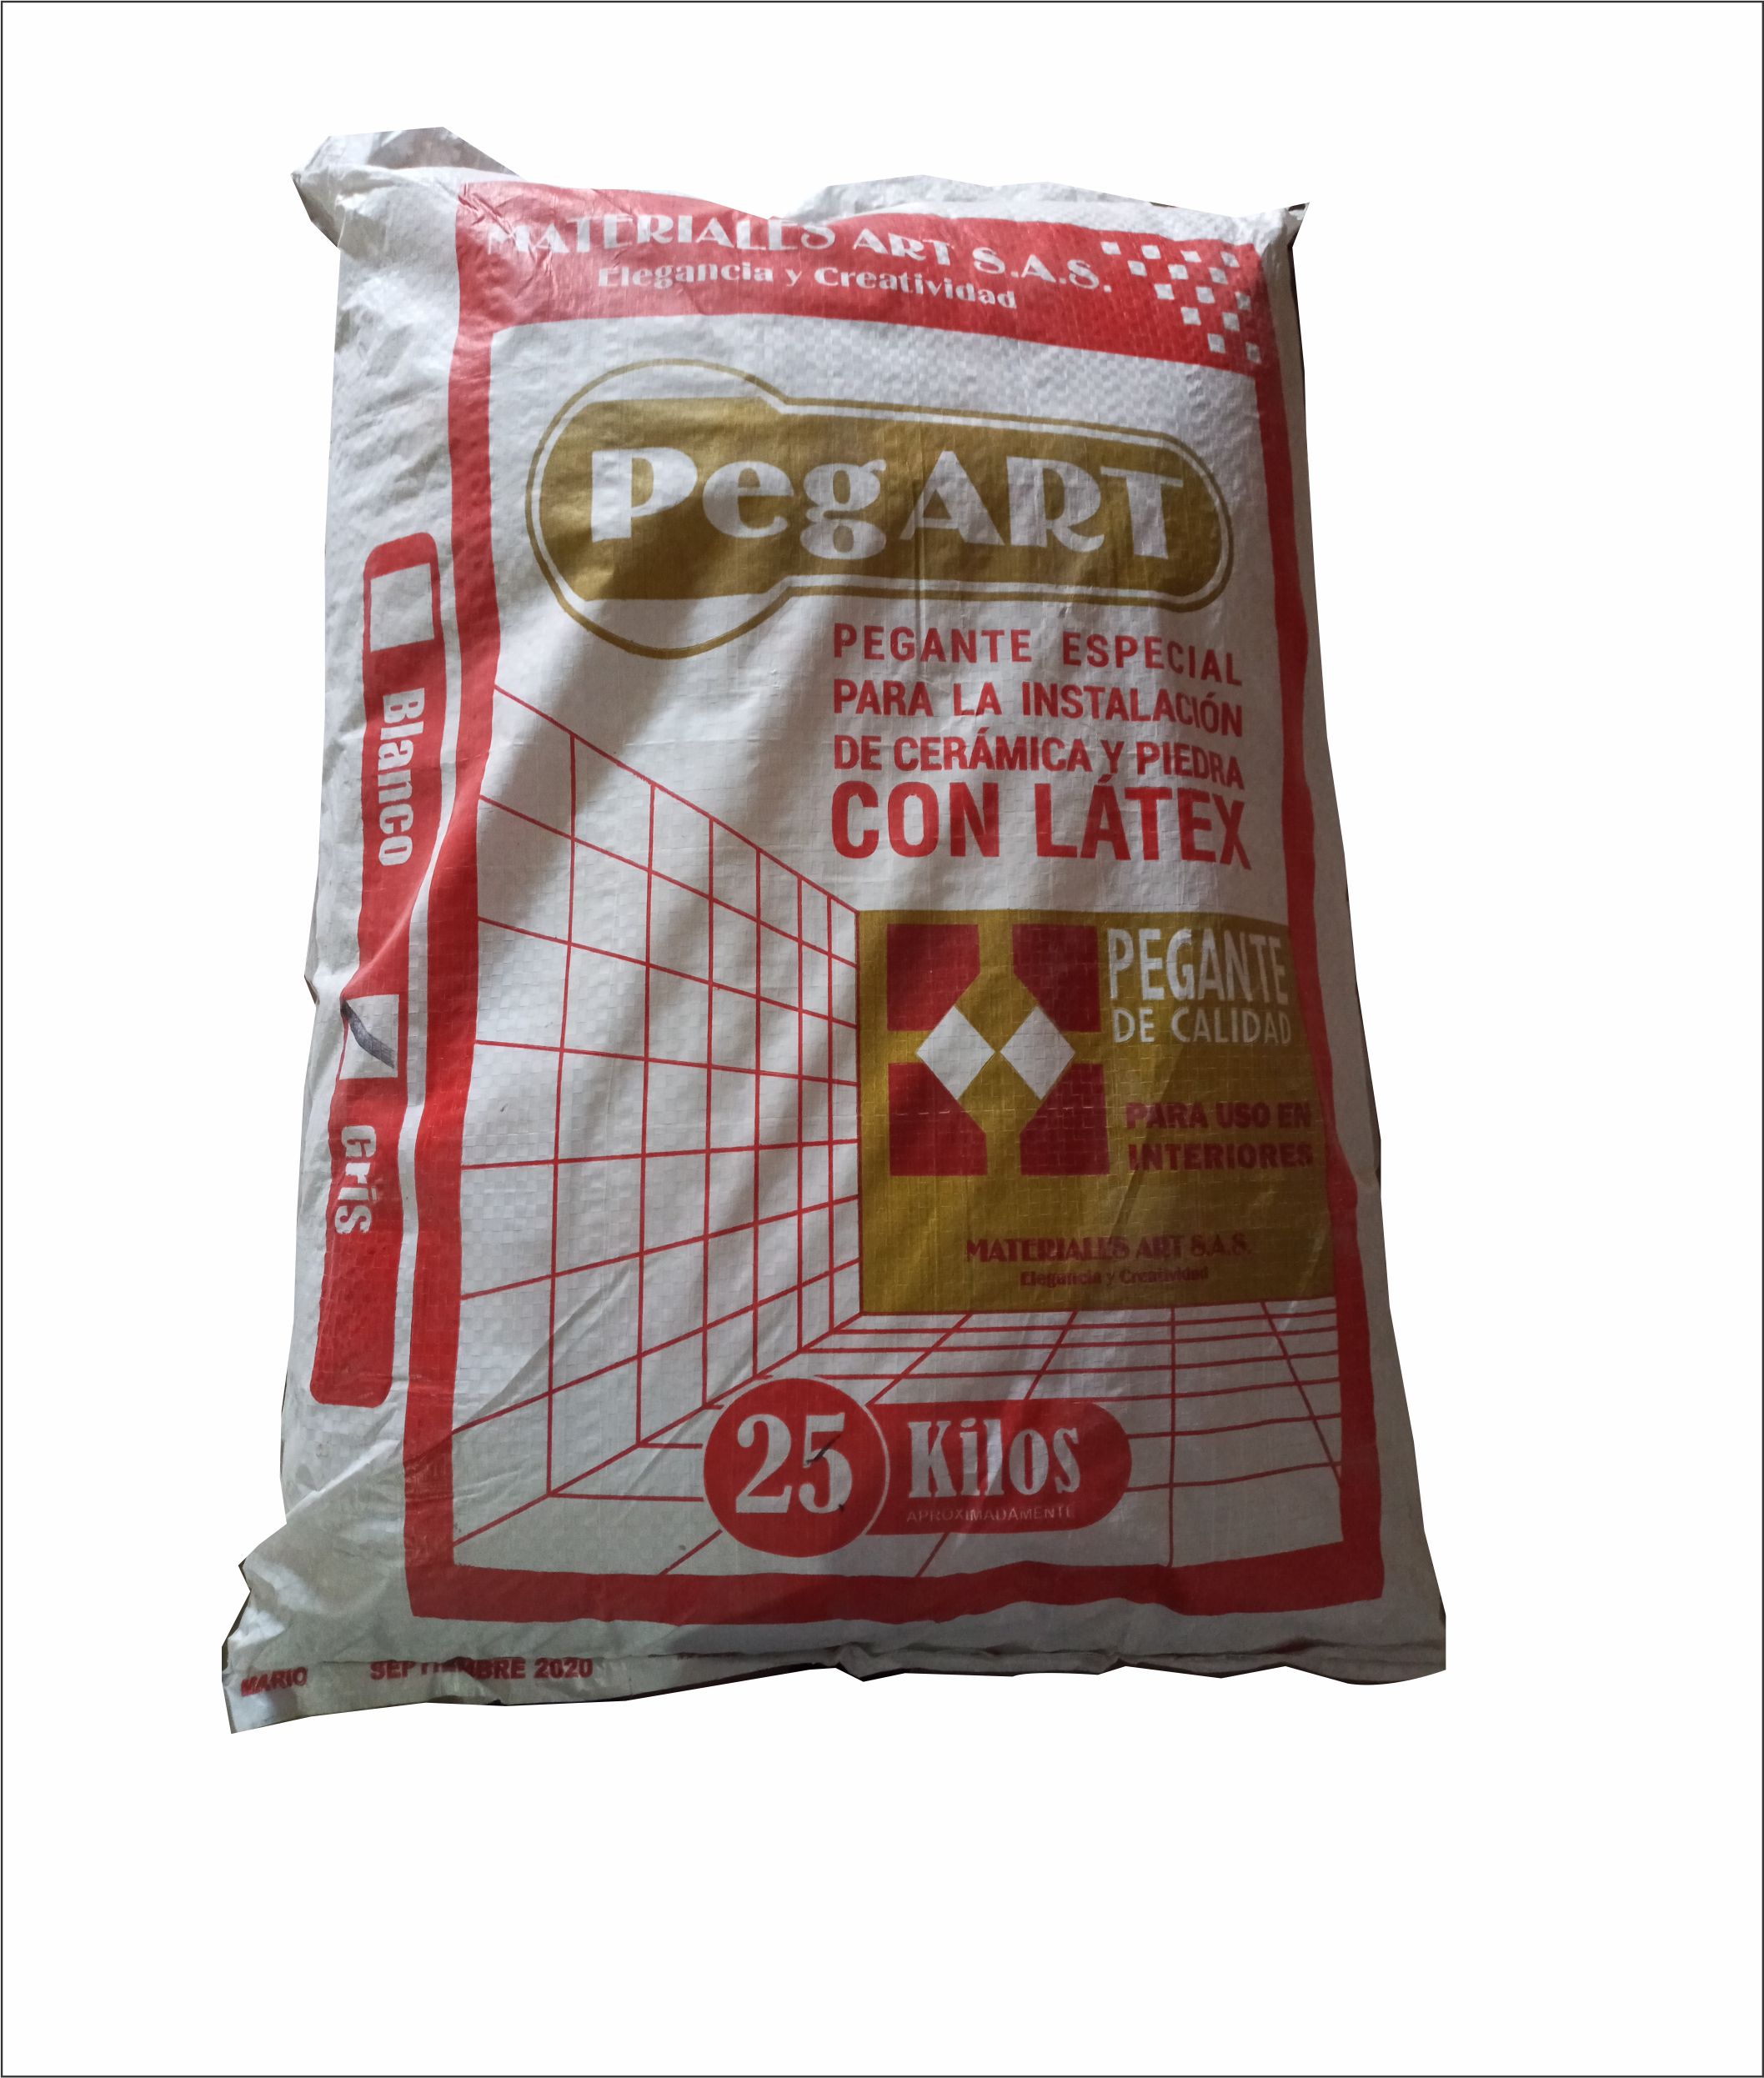 MATERIALES ART S.A.S.
Elegancia y Creatividad
PegART
PEGANTE ESPECIAL
PARA LA INSTALACIÓN
DE CERÁMICA Y PIEDRA
CON LÁTEX
Blanco
Gris
PEGANTE
DE CALIDAD
PARA USO EN
INTERIORES
MATERIALES ART S.A.S.
Elegancia y Creatividad
25 Kilos
APROXIMADAMENTE
MARIO SEPTIEMBRE 2020